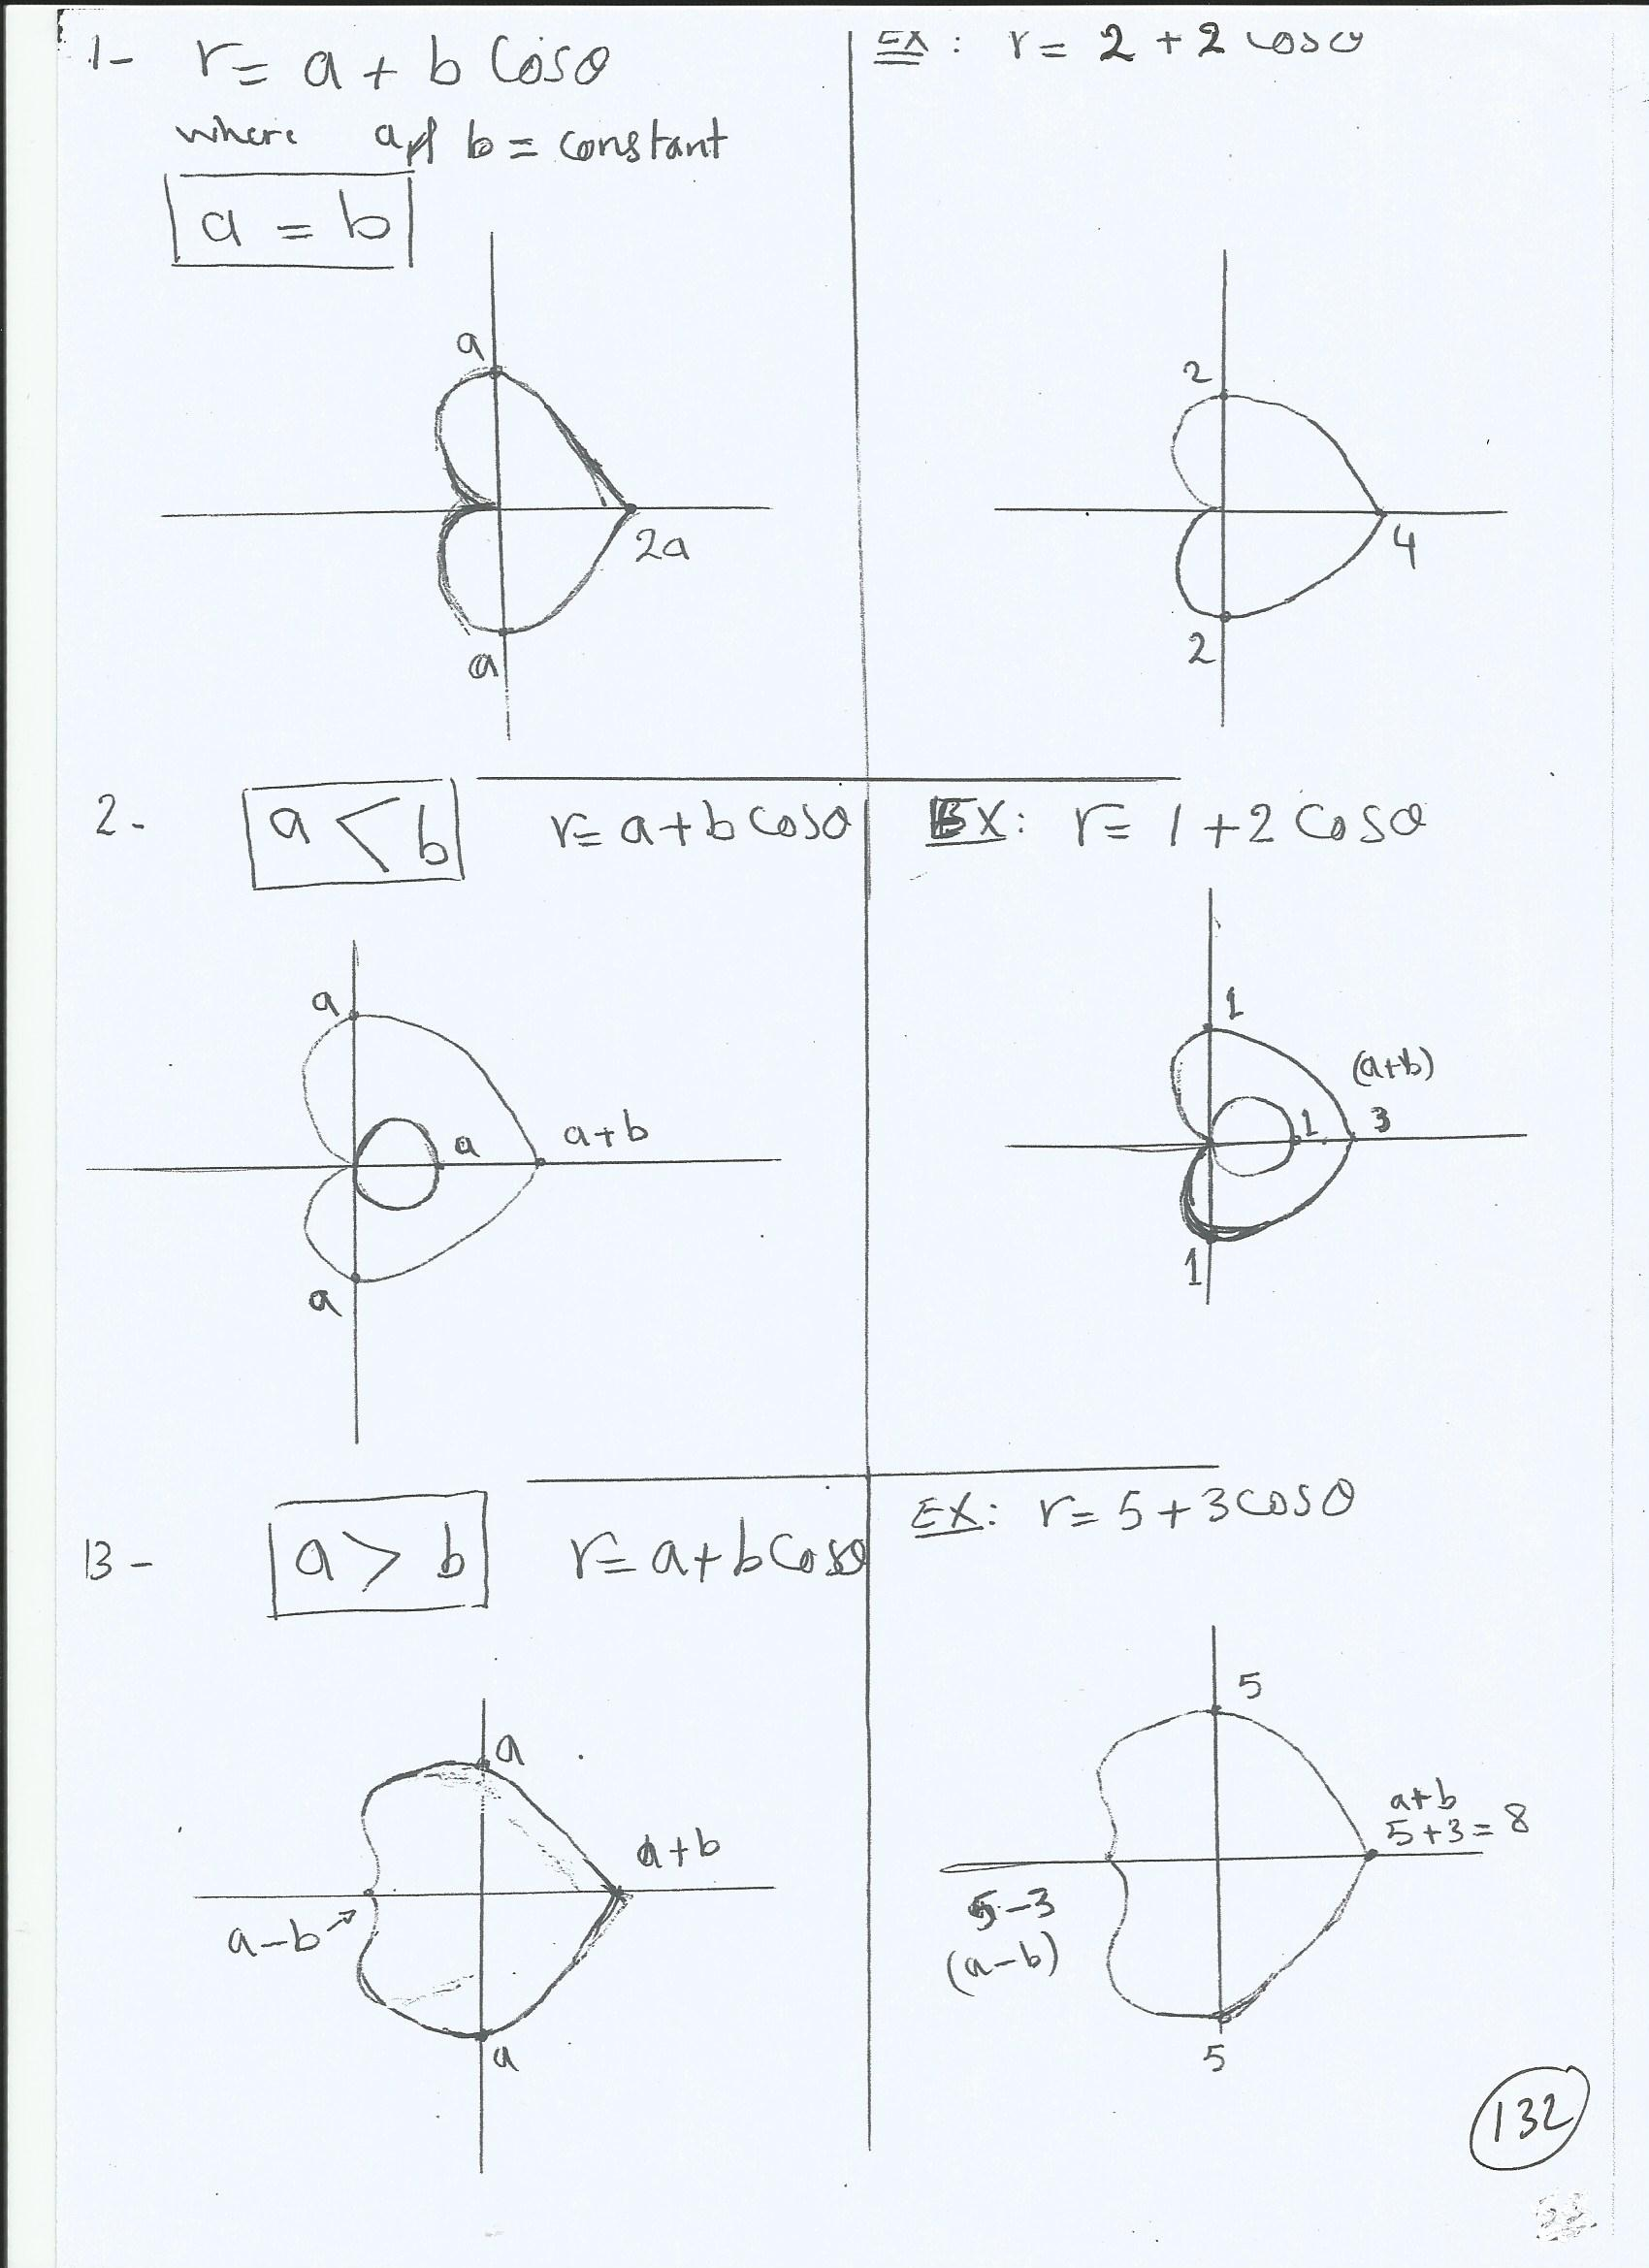 1- r = a + b Cosθ
where a & b = constant
a = b
a
2a
a
EX : r = 2 + 2 cosθ
2
4
2
2- a < b r = a + b Cosθ
a
a
a+b
a
EX : r = 1 + 2 Cosθ
1
(a+b)
1
3
1
3- a > b r = a + b Cosθ
a
a+b
a-b
a
EX : r = 5 + 3 cosθ
5
a+b
5+3=8
5-3
(a-b)
5
132